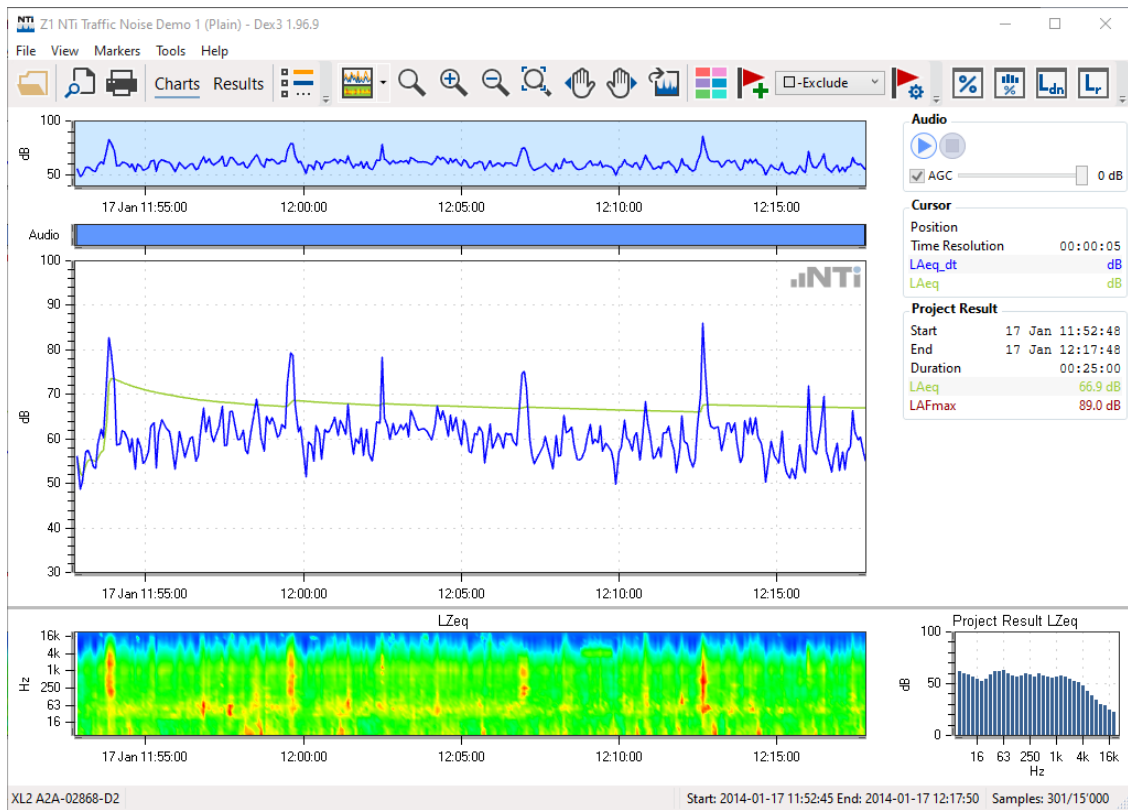 NTi Z1 NTi Traffic Noise Demo 1 (Plain) - Dex3 1.96.9
File View Markers Tools Help
Charts Results % -Exclude % Ldn Lr
100
dB
50
17 Jan 11:55:00 12:00:00 12:05:00 12:10:00 12:15:00
Audio
100
90
80
70
dB
60
50
40
30
NTi
17 Jan 11:55:00 12:00:00 12:05:00 12:10:00 12:15:00
Audio
AGC 0 dB
Cursor
Position
Time Resolution 00:00:05
LAeq_dt dB
LAeq dB
Project Result
Start 17 Jan 11:52:48
End 17 Jan 12:17:48
Duration 00:25:00
LAeq 66.9 dB
LAFmax 89.0 dB
LZeq
16k
4k
1k
Hz
250
63
16
17 Jan 11:55:00 12:00:00 12:05:00 12:10:00 12:15:00
Project Result LZeq
100
dB
50
0
16 63 250 1k 4k 16k
Hz
XL2 A2A-02868-D2 Start: 2014-01-17 11:52:45 End: 2014-01-17 12:17:50 Samples: 301/15'000